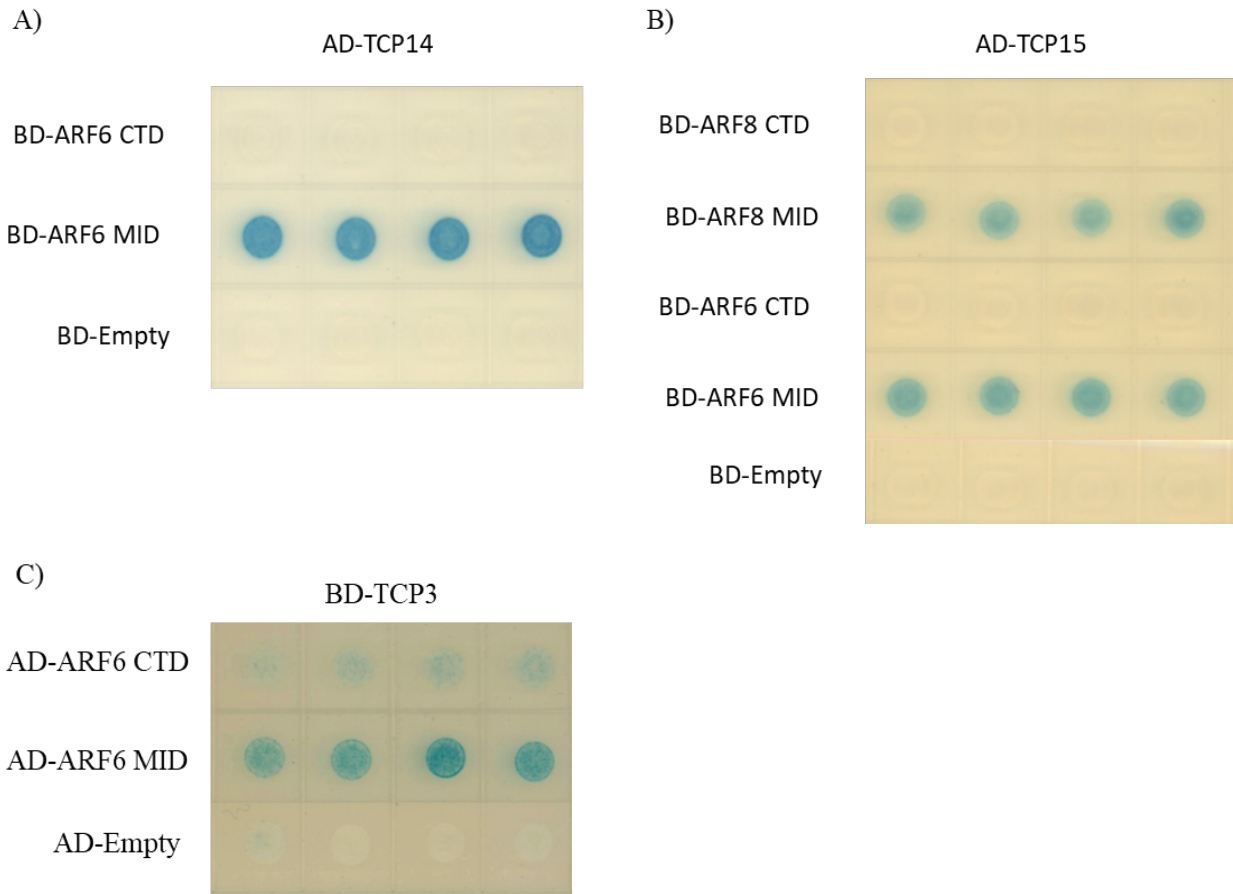 A)
AD-TCP14
BD-ARF6 CTD
BD-ARF6 MID
BD-Empty
B)
AD-TCP15
BD-ARF8 CTD
BD-ARF8 MID
BD-ARF6 CTD
BD-ARF6 MID
BD-Empty
C)
BD-TCP3
AD-ARF6 CTD
AD-ARF6 MID
AD-Empty